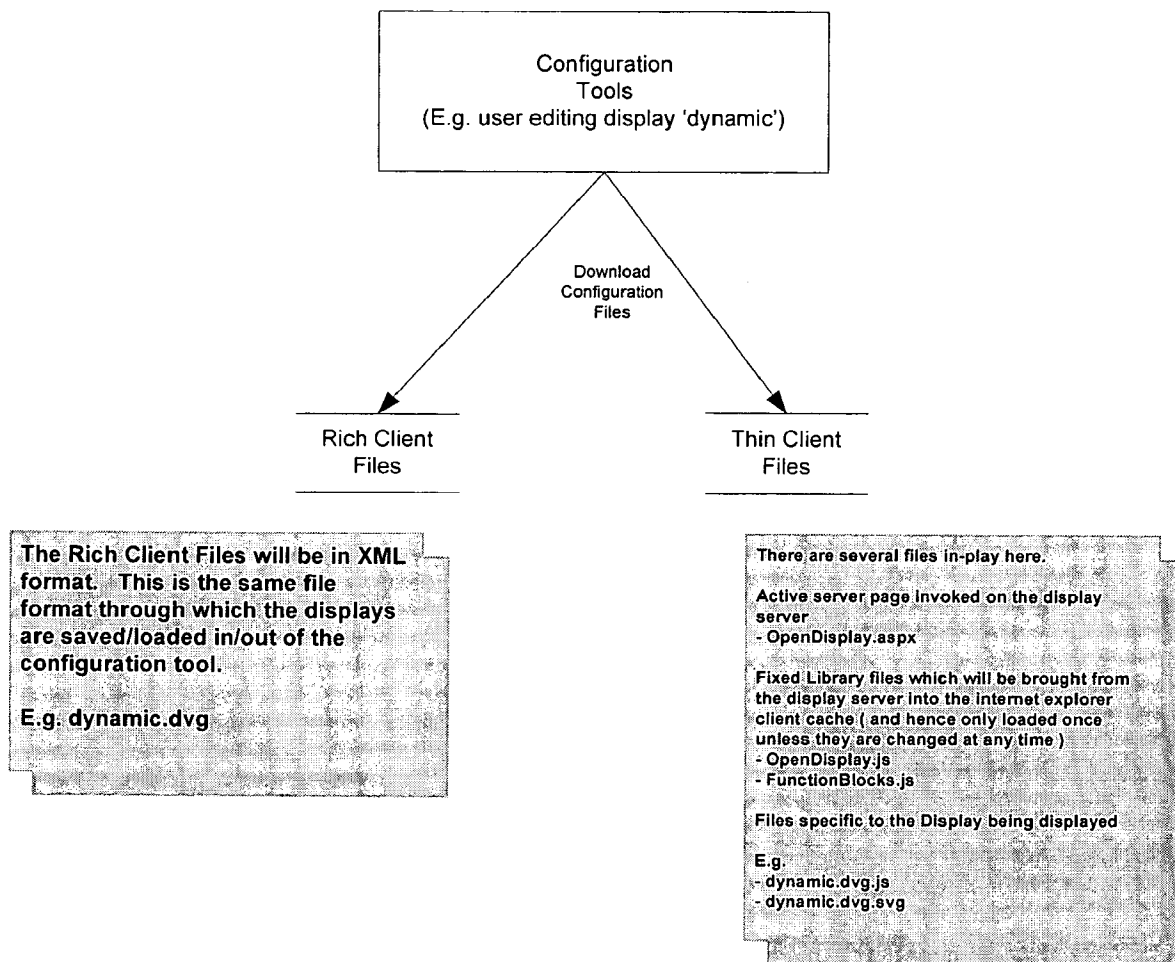 Configuration
Tools
(E.g. user editing display 'dynamic')
Download
Configuration
Files
Rich Client
Files
Thin Client
Files
The Rich Client Files will be in XML
format. This is the same file
format through which the displays
are saved/loaded in/out of the
configuration tool.
E.g. dynamic.dvg
There are several files in-play here.
Active server page invoked on the display
server
- OpenDisplay.aspx
Fixed Library files which will be brought from
the display server into the internet explorer
client cache ( and hence only loaded once
unless they are changed at any time )
- OpenDisplay.js
- FunctionBlocks.js
Files specific to the Display being displayed
E.g.
- dynamic.dvg.js
- dynamic.dvg.svg